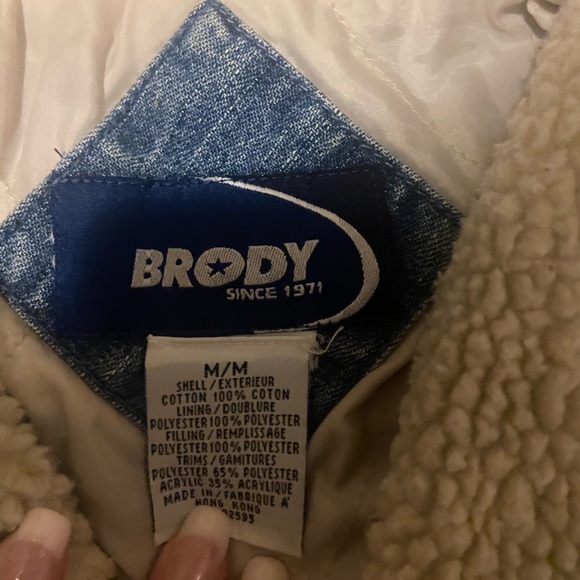 BRODY
SINCE 1971
M/M
SHELL/EXTERIEUR
COTTON 100% COTON
LINING/DOUBLURE
POLYESTER 100% POLYESTER
FILLING/REMPLISSAGE
POLYESTER 100% POLYESTER
TRIMS/GAMITURES
POLYESTER 65% POLYESTER
ACRYLIC 35% ACRYLIQUE
MADE IN/FABRIQUE A'
HONG KONG
02595